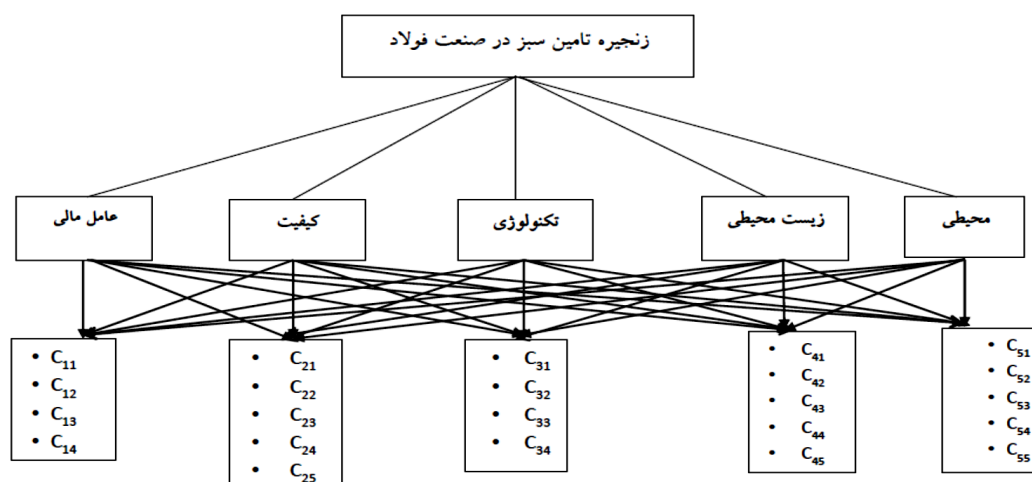 زنجیره تامین سبز در صنعت فولاد
محیطی
زیست محیطی
تکنولوژی
کیفیت
عامل مالی
• C11
• C12
• C13
• C14
• C21
• C22
• C23
• C24
• C25
• C31
• C32
• C33
• C34
• C41
• C42
• C43
• C44
• C45
• C51
• C52
• C53
• C54
• C55